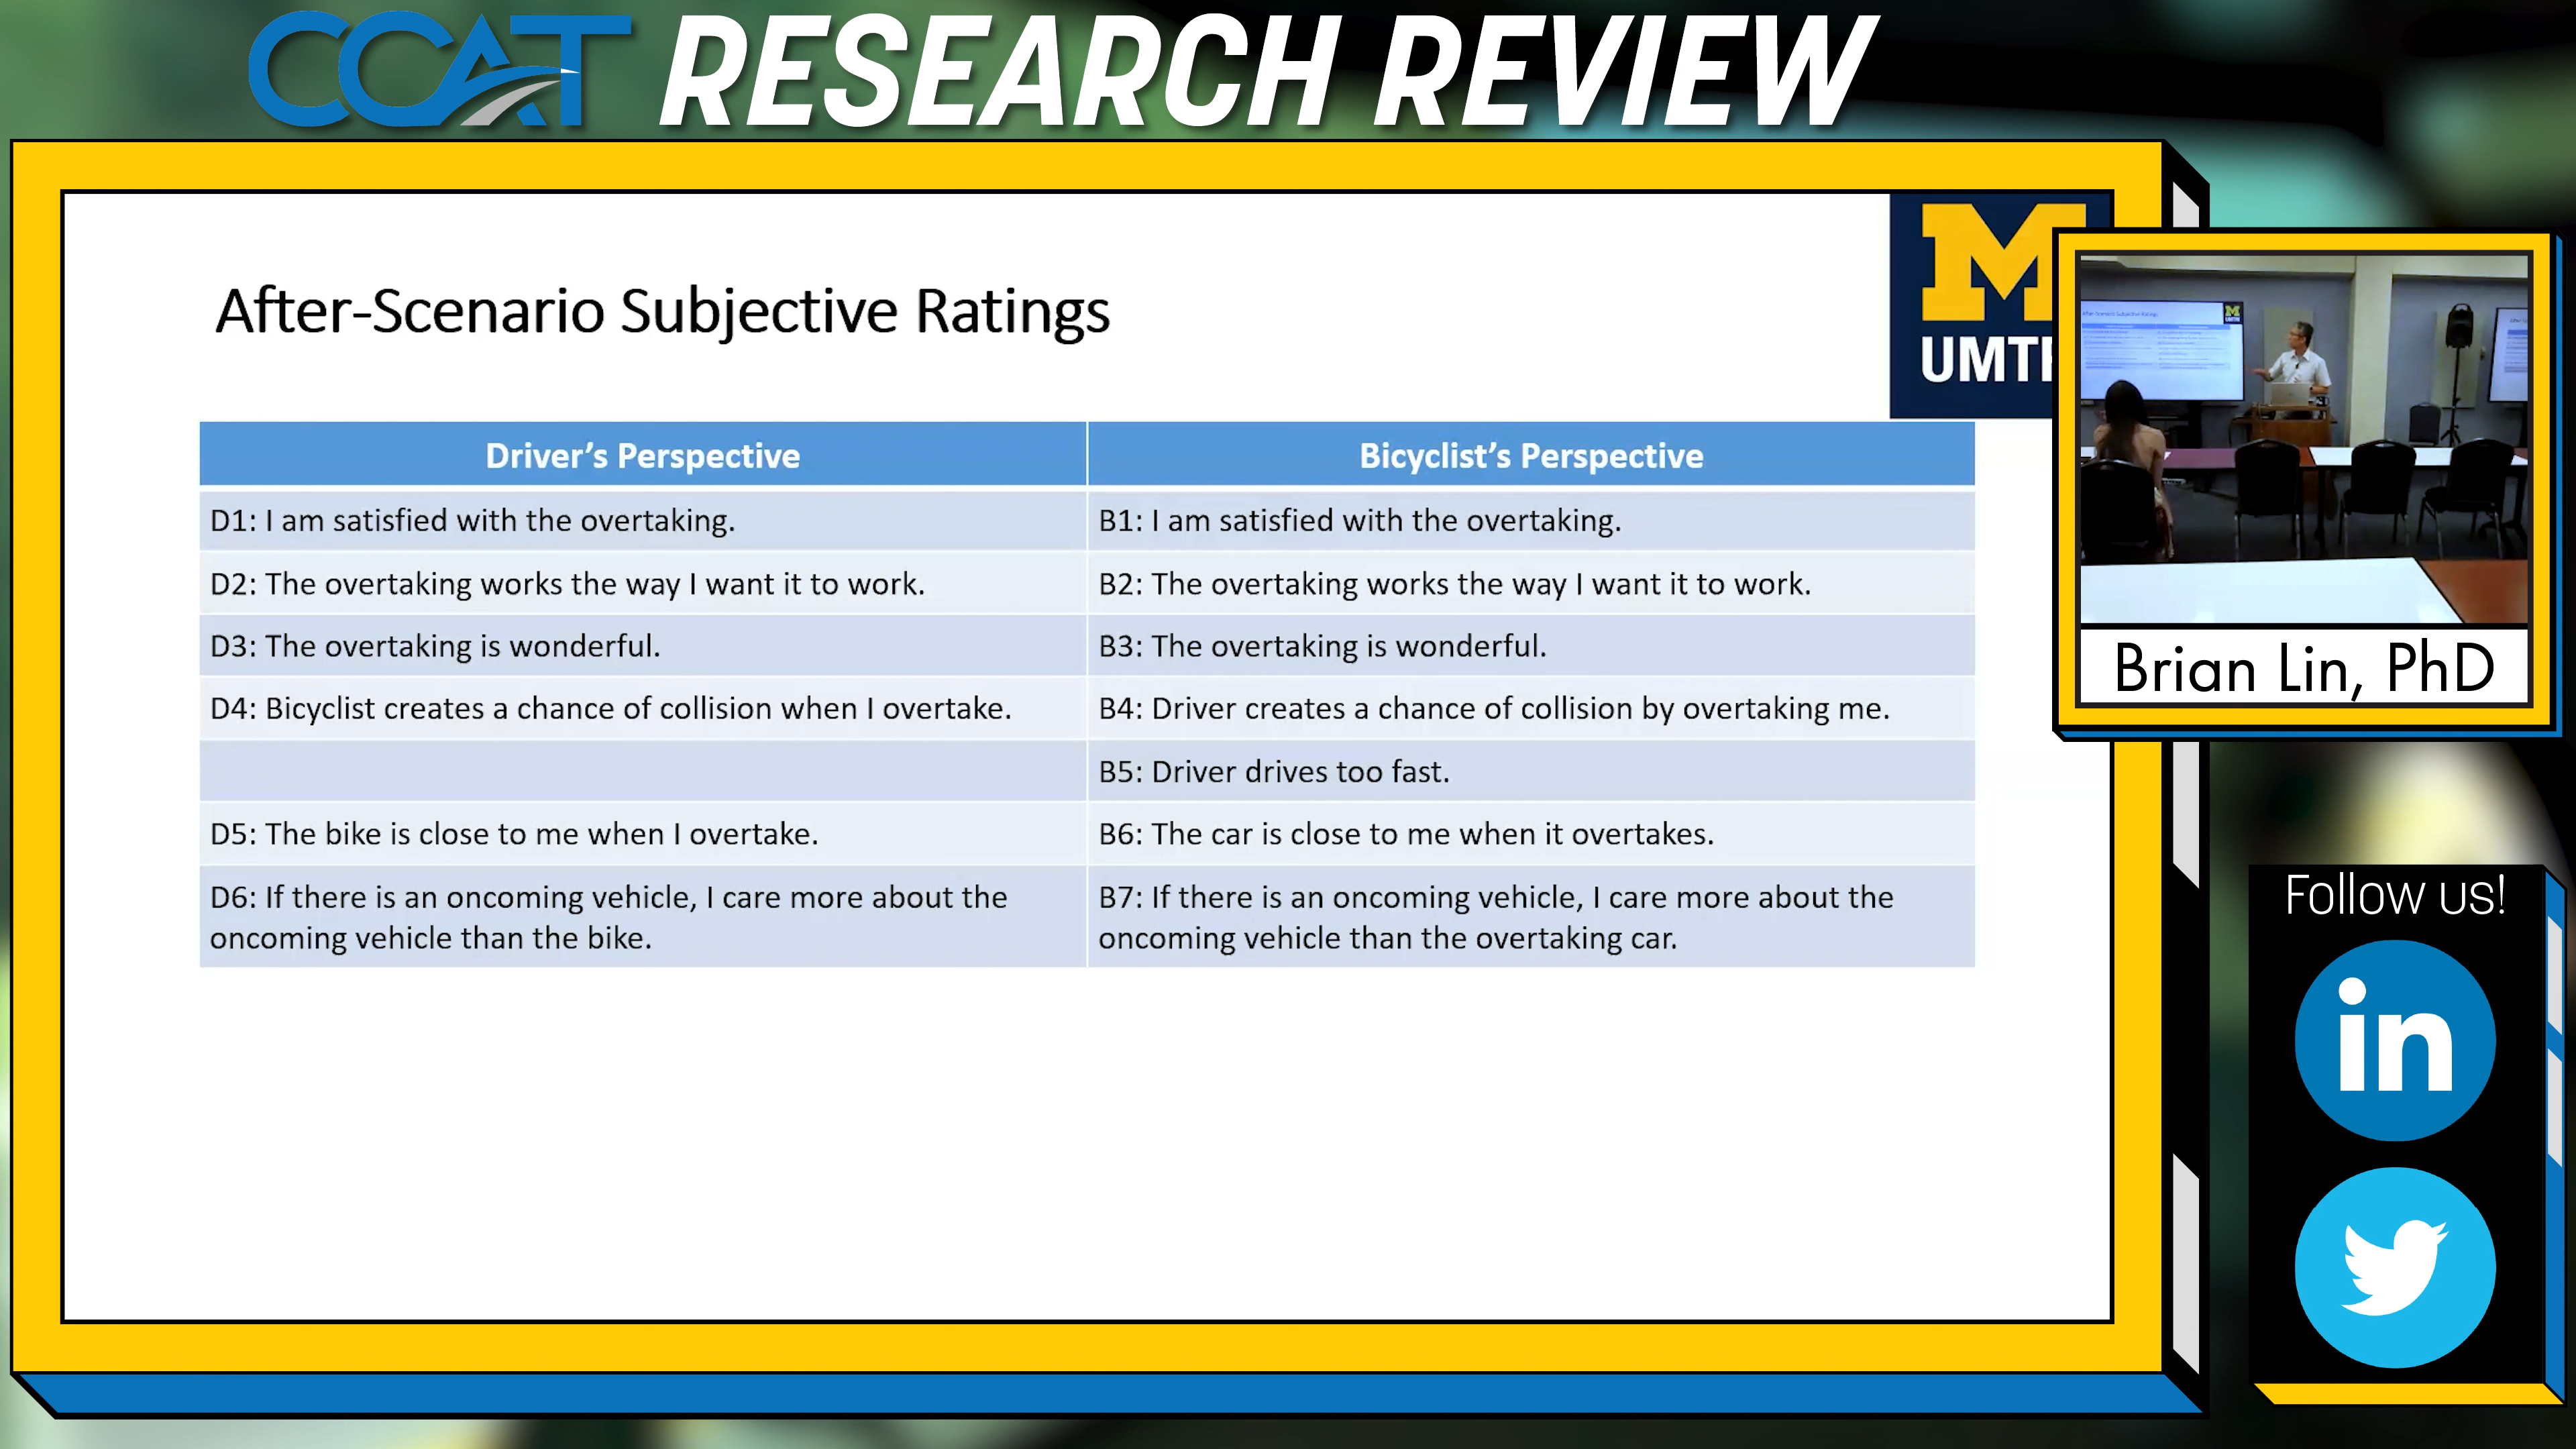 CCAT RESEARCH REVIEW
After-Scenario Subjective Ratings
M
UMTR
Driver's Perspective
Bicyclist's Perspective
D1: I am satisfied with the overtaking.
B1: I am satisfied with the overtaking.
D2: The overtaking works the way I want it to work.
B2: The overtaking works the way I want it to work.
D3: The overtaking is wonderful.
B3: The overtaking is wonderful.
D4: Bicyclist creates a chance of collision when I overtake.
B4: Driver creates a chance of collision by overtaking me.
B5: Driver drives too fast.
D5: The bike is close to me when I overtake.
B6: The car is close to me when it overtakes.
D6: If there is an oncoming vehicle, I care more about the
oncoming vehicle than the bike.
B7: If there is an oncoming vehicle, I care more about the
oncoming vehicle than the overtaking car.
Brian Lin, PhD
Follow us!
in